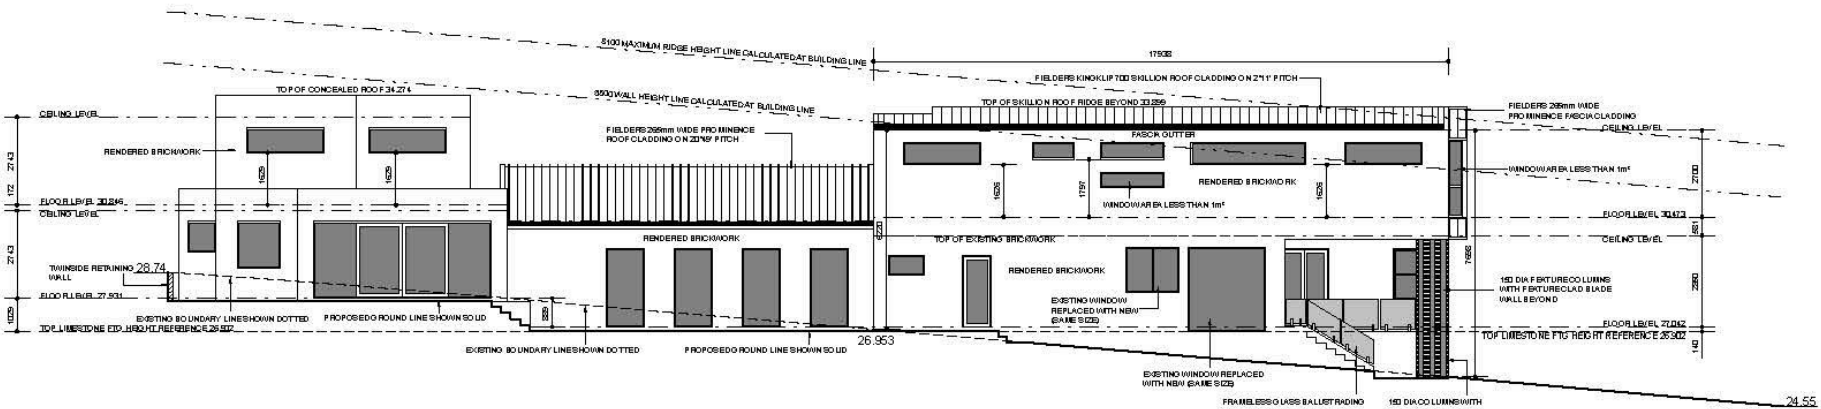 8100 MAXIMUM RIDGE HEIGHT LINE CALCULATED AT BUILDING LINE
17938
FIELDERS KINGKLIP 700 SKILLION ROOF CLADDING ON 2°11' PITCH
TOP OF CONCEALED ROOF 34.274
6500 WALL HEIGHT LINE CALCULATED AT BUILDING LINE
TOP OF SKILLION ROOF RIDGE BEYOND 33.899
FIELDERS 265mm WIDE
PROMINENCE FASCIA CLADDING
CEILING LEVEL
CEILING LEVEL
FIELDERS 265mm WIDE PROMINENCE
ROOF CLADDING ON 20°49' PITCH
FASCIA GUTTER
RENDERED BRICKWORK
2743
1629
1629
1626
1797
1626
RENDERED BRICKWORK
WINDOW AREA LESS THAN 1m²
2700
172
WINDOW AREA LESS THAN 1m²
FLOOR LEVEL 30.846
CEILING LEVEL
FLOOR LEVEL 30.473
581
RENDERED BRICKWORK
TOP OF EXISTING BRICKWORK
CEILING LEVEL
2743
7698
TWINSIDE RETAINING
WALL
28.74
RENDERED BRICKWORK
150 DIA FEATURE COLUMNS
WITH FEATURE CLAD BLADE
WALL BEYOND
2890
FLOOR LEVEL 27.931
EXISTING WINDOW
REPLACED WITH NEW
(SAME SIZE)
1029
889
EXISTING BOUNDARY LINE SHOWN DOTTED
PROPOSED GROUND LINE SHOWN SOLID
TOP LIMESTONE FTG HEIGHT REFERENCE 26.902
FLOOR LEVEL 27.042
TOP LIMESTONE FTG HEIGHT REFERENCE 26.902
140
EXISTING BOUNDARY LINE SHOWN DOTTED
PROPOSED GROUND LINE SHOWN SOLID
26.953
EXISTING WINDOW REPLACED
WITH NEW (SAME SIZE)
FRAMELESS GLASS BALUSTRADING
150 DIA COLUMNS WITH
24.55